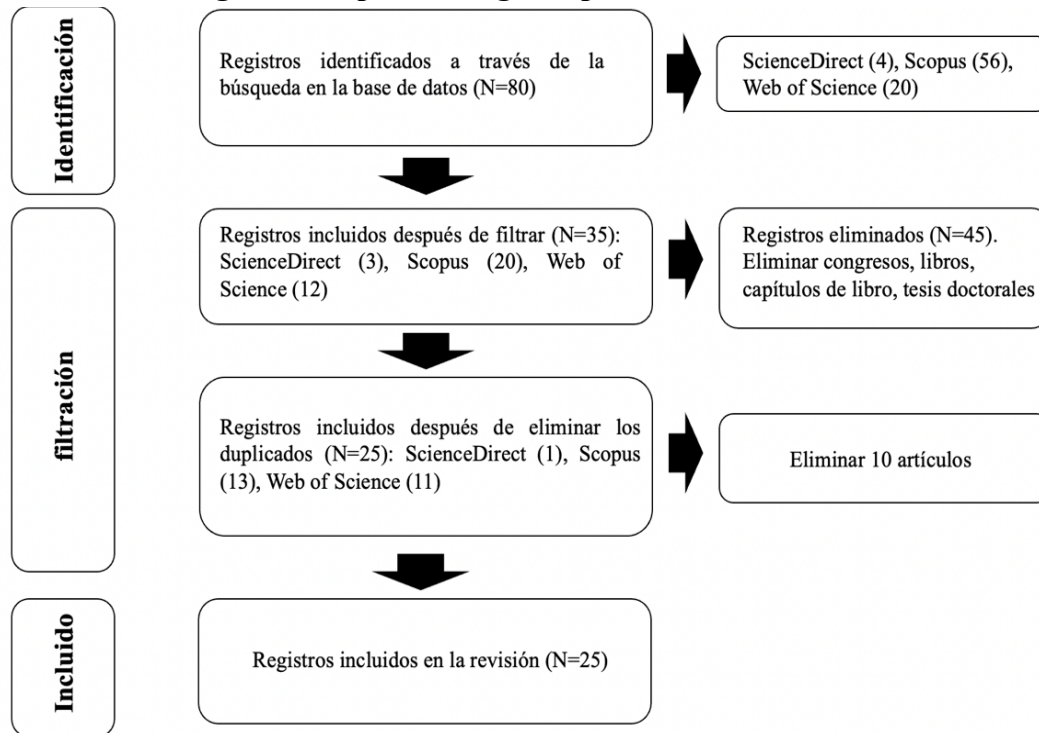 Identificación
Registros identificados a través de la
búsqueda en la base de datos (N=80)
ScienceDirect (4), Scopus (56),
Web of Science (20)
filtración
Registros incluidos después de filtrar (N=35):
ScienceDirect (3), Scopus (20), Web of
Science (12)
Registros eliminados (N=45).
Eliminar congresos, libros,
capítulos de libro, tesis doctorales
Registros incluidos después de eliminar los
duplicados (N=25): ScienceDirect (1), Scopus
(13), Web of Science (11)
Eliminar 10 artículos
Incluido
Registros incluidos en la revisión (N=25)